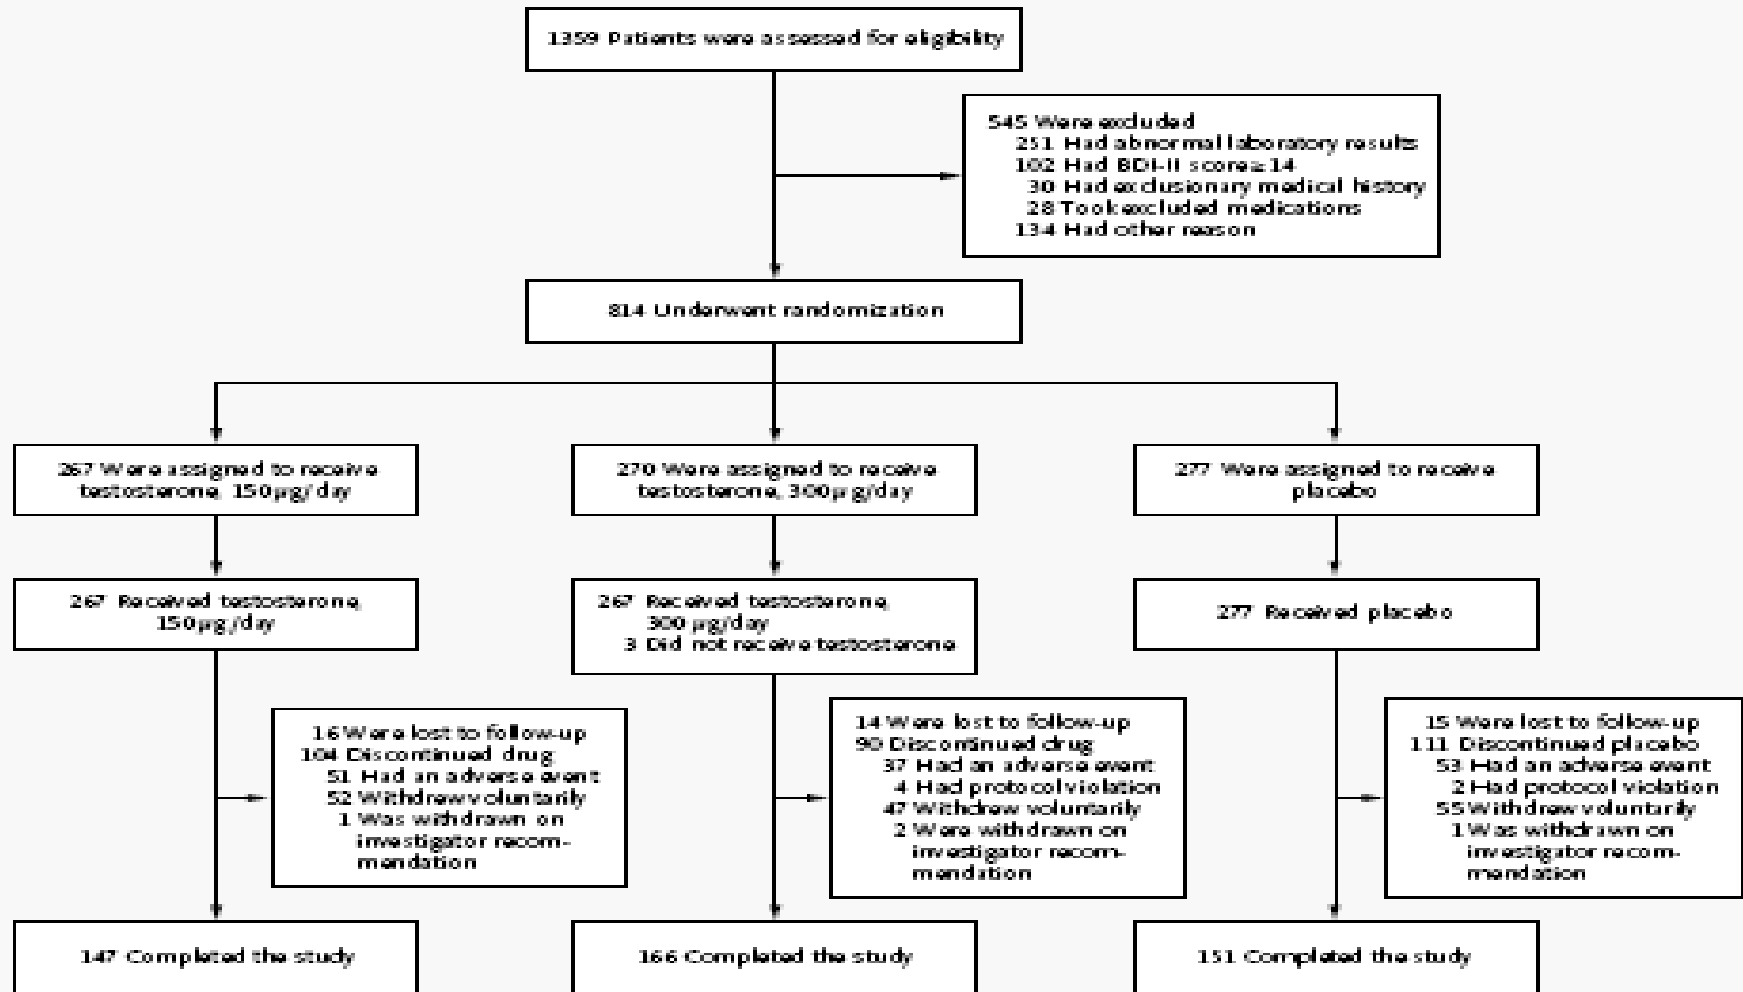 1359 Patients were assessed for eligibility
545 Were excluded
251 Had abnormal laboratory results
102 Had BDI-II score≥14
30 Had exclusionary medical history
28 Took excluded medications
134 Had other reason
814 Underwent randomization
267 Were assigned to receive
testosterone, 150µg/day
270 Were assigned to receive
testosterone, 300µg/day
277 Were assigned to receive
placebo
267 Received testosterone,
150µg/day
267 Received testosterone,
300 µg/day
3 Did not receive testosterone
277 Received placebo
16 Were lost to follow-up
104 Discontinued drug
51 Had an adverse event
52 Withdrew voluntarily
1 Was withdrawn on
investigator recom-
mendation
14 Were lost to follow-up
90 Discontinued drug
37 Had an adverse event
4 Had protocol violation
47 Withdrew voluntarily
2 Were withdrawn on
investigator recom-
mendation
15 Were lost to follow-up
111 Discontinued placebo
53 Had an adverse event
2 Had protocol violation
55 Withdrew voluntarily
1 Was withdrawn on
investigator recom-
mendation
147 Completed the study
166 Completed the study
151 Completed the study